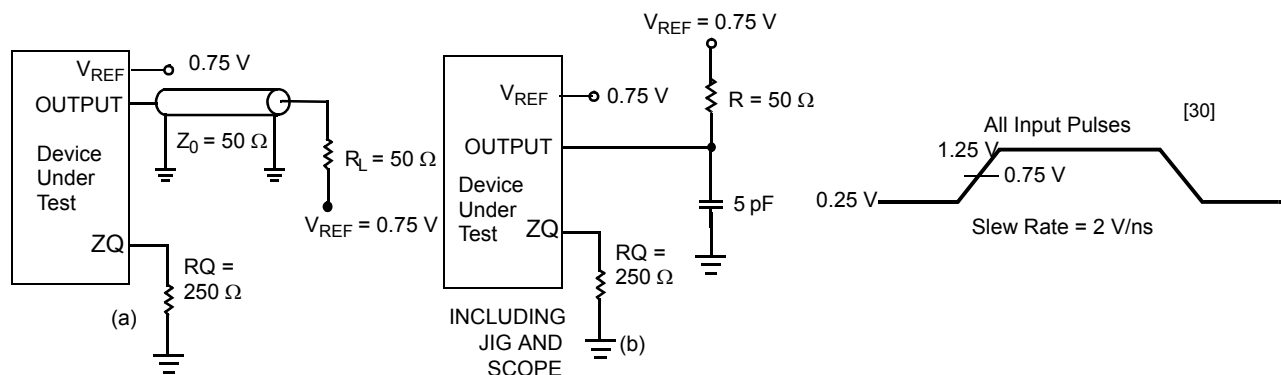 V_REF 0.75 V
OUTPUT
Z_0 = 50 Ω
Device
Under
Test
R_L = 50 Ω
V_REF = 0.75 V
ZQ
RQ =
250 Ω
(a)
V_REF = 0.75 V
R = 50 Ω
V_REF 0.75 V
OUTPUT
Device
Under
Test
5 pF
ZQ
RQ =
250 Ω
INCLUDING
JIG AND
SCOPE
(b)
[30]
All Input Pulses
1.25 V
0.75 V
0.25 V
Slew Rate = 2 V/ns